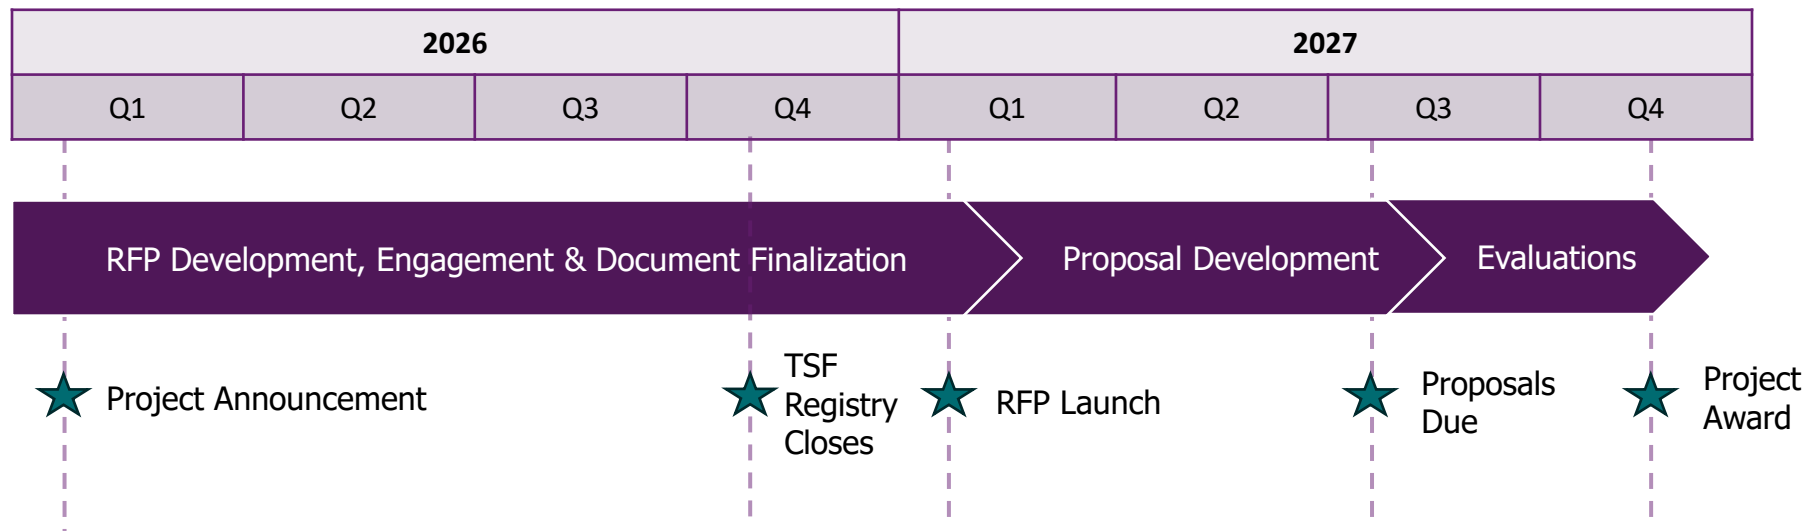 2026
2027
Q1
Q2
Q3
Q4
Q1
Q2
Q3
Q4
RFP Development, Engagement & Document Finalization
Proposal Development
Evaluations
Project Announcement
TSF
Registry
Closes
RFP Launch
Proposals
Due
Project
Award